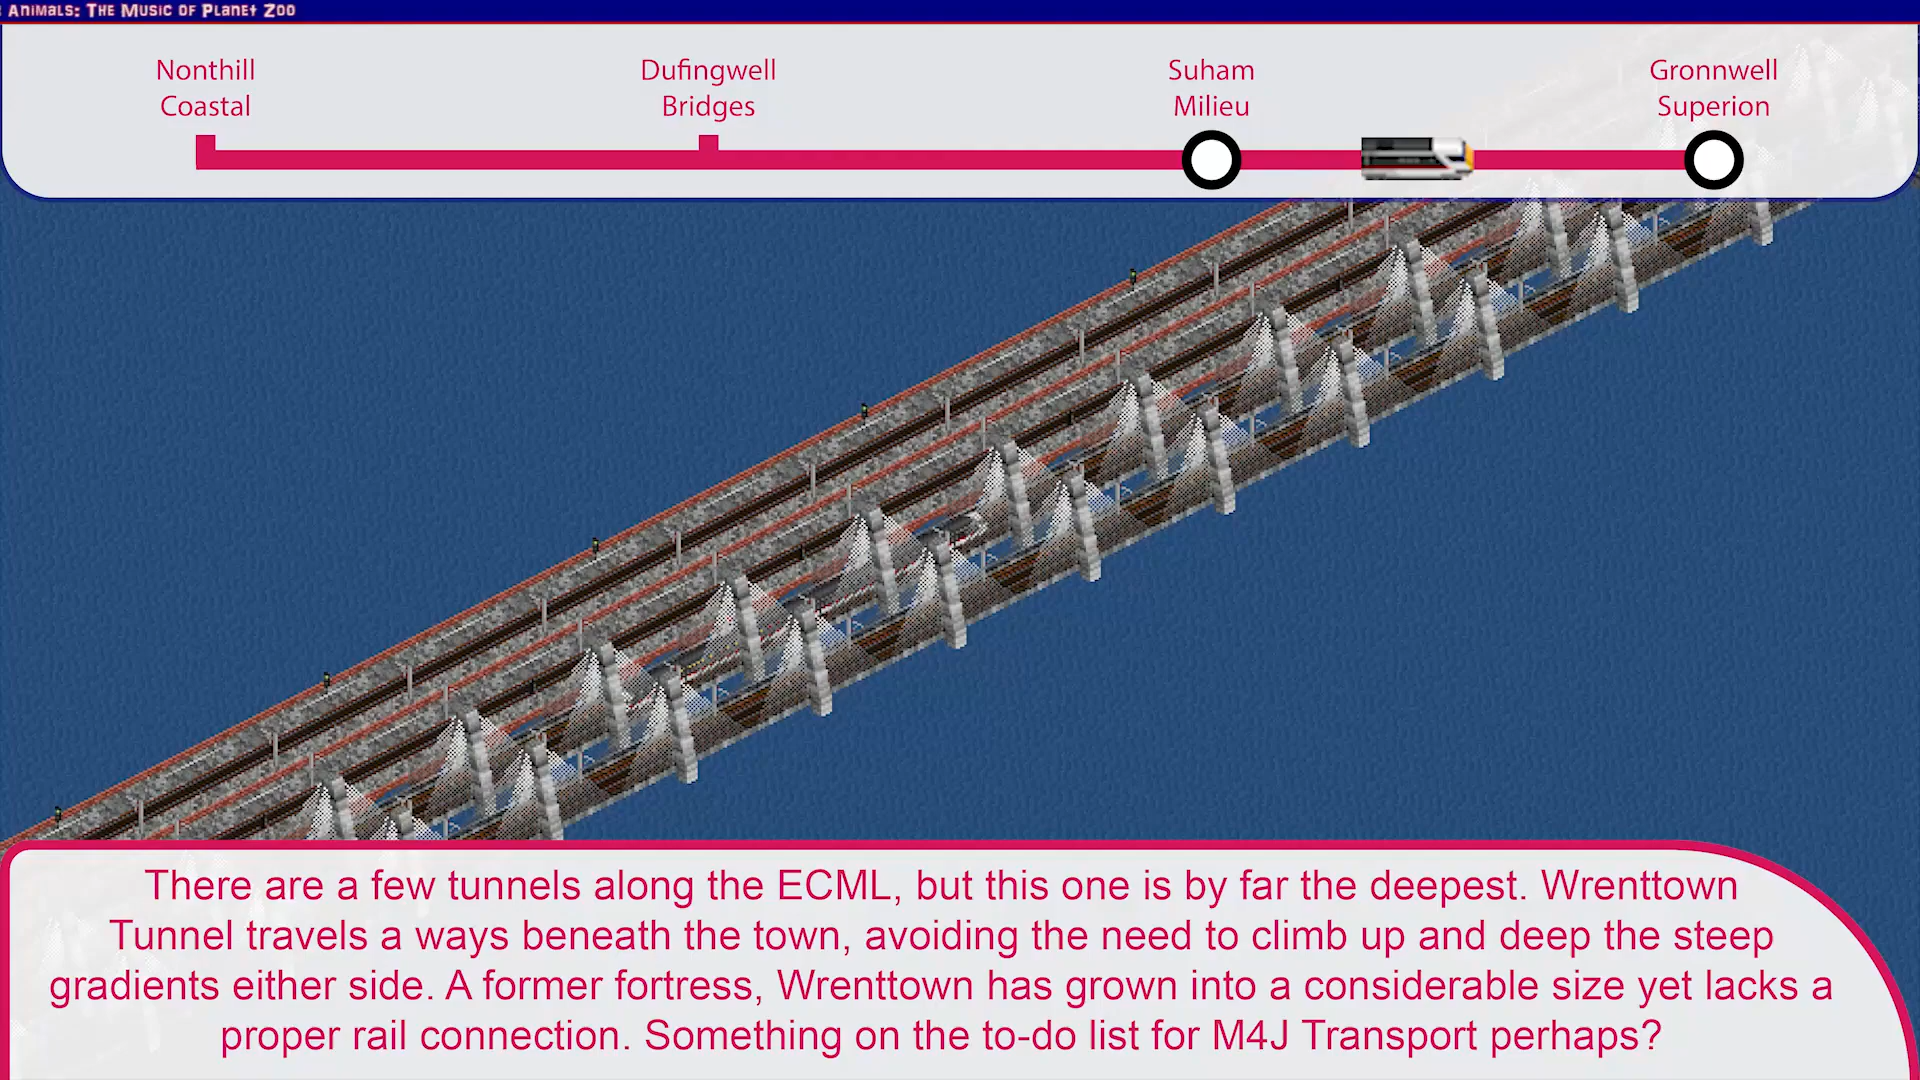 Animals: The Music of Planet Zoo
Nonthill
Coastal
Dufingwell
Bridges
Suham
Milieu
Gronnwell
Superion
There are a few tunnels along the ECML, but this one is by far the deepest. Wrenttown
Tunnel travels a ways beneath the town, avoiding the need to climb up and deep the steep
gradients either side. A former fortress, Wrenttown has grown into a considerable size yet lacks a
proper rail connection. Something on the to-do list for M4J Transport perhaps?